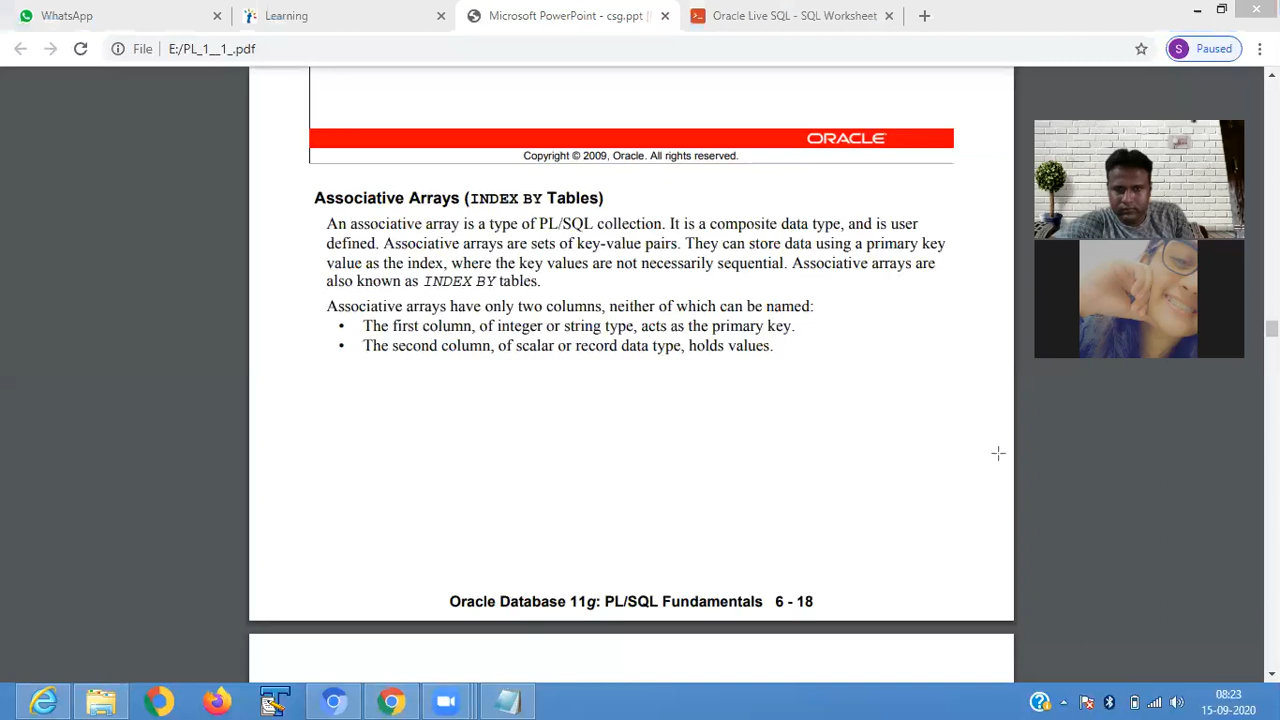 WhatsApp
Learning
Microsoft PowerPoint - csg.ppt [
Oracle Live SQL - SQL Worksheet
File
E:/PL_1__1_.pdf
S
Paused
ORACLE
Copyright © 2009, Oracle. All rights reserved.
Associative Arrays (INDEX BY Tables)
An associative array is a type of PL/SQL collection. It is a composite data type, and is user
defined. Associative arrays are sets of key-value pairs. They can store data using a primary key
value as the index, where the key values are not necessarily sequential. Associative arrays are
also known as INDEX BY tables.
Associative arrays have only two columns, neither of which can be named:
• The first column, of integer or string type, acts as the primary key.
• The second column, of scalar or record data type, holds values.
Oracle Database 11g: PL/SQL Fundamentals 6 - 18
08:23
15-09-2020